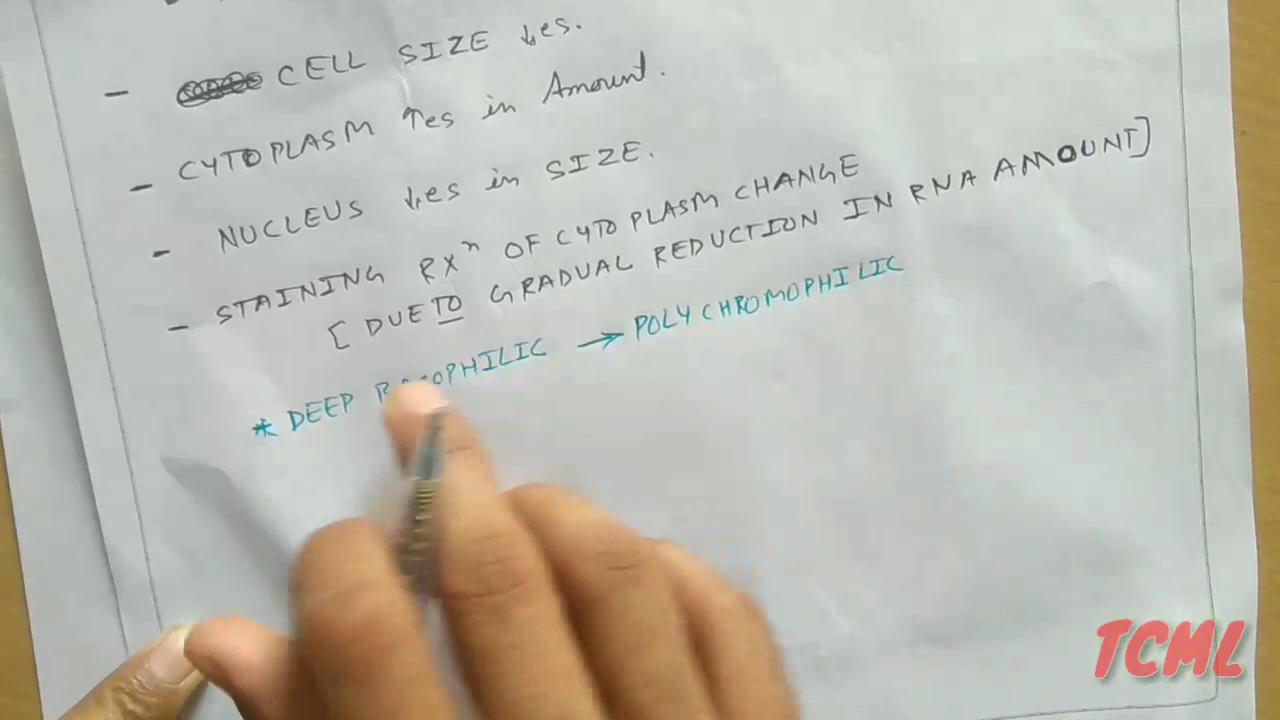 - CELL SIZE ↓es.
- CYTOPLASM ↑es in Amount.
- NUCLEUS ↓es in SIZE.
- STAINING RXⁿ OF CYTOPLASM CHANGE
[ DUE TO GRADUAL REDUCTION IN RNA AMOUNT]
* DEEP → POLYCHROMOPHILIC
TCML